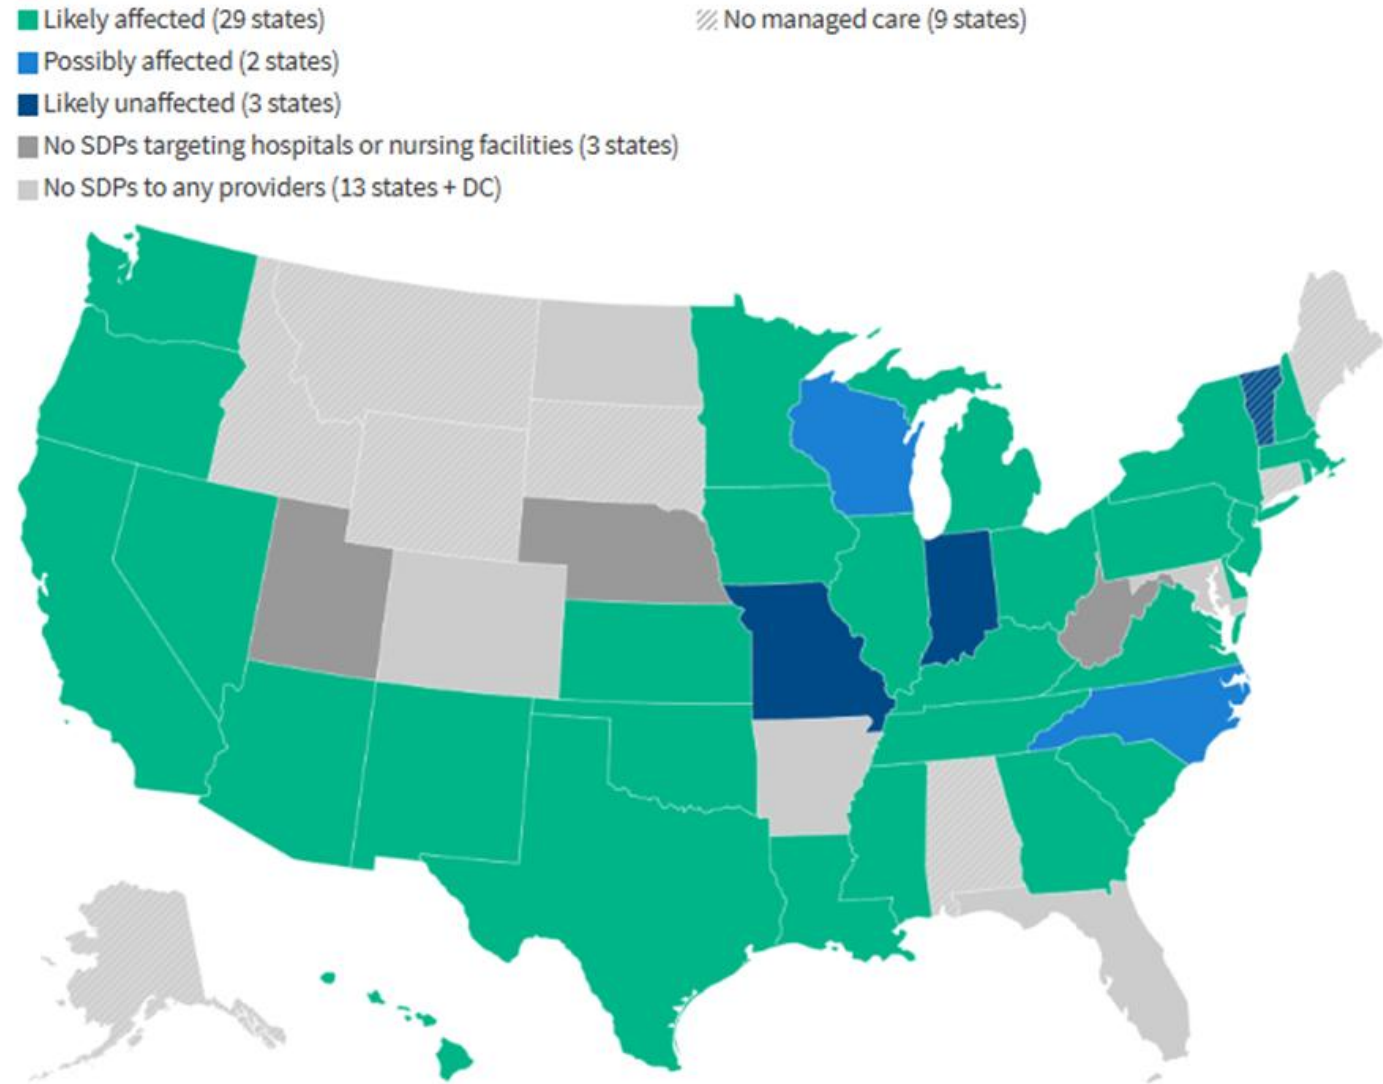 Likely affected (29 states)
No managed care (9 states)
Possibly affected (2 states)
Likely unaffected (3 states)
No SDPs targeting hospitals or nursing facilities (3 states)
No SDPs to any providers (13 states + DC)